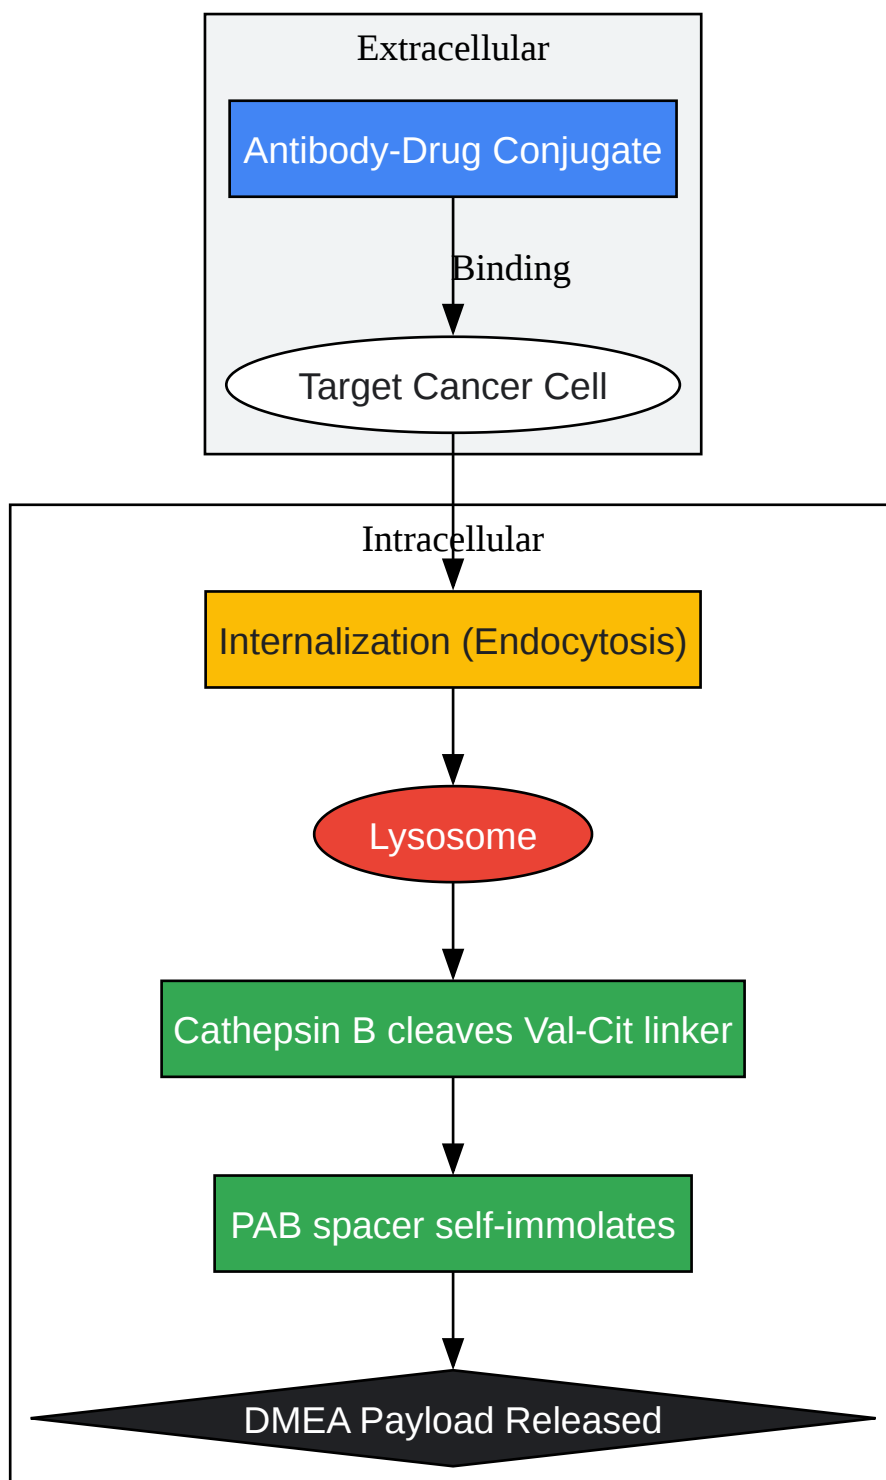 Extracellular
Antibody-Drug Conjugate
Binding
Target Cancer Cell
Intracellular
Internalization (Endocytosis)
Lysosome
Cathepsin B cleaves Val-Cit linker
PAB spacer self-immolates
DMEA Payload Released